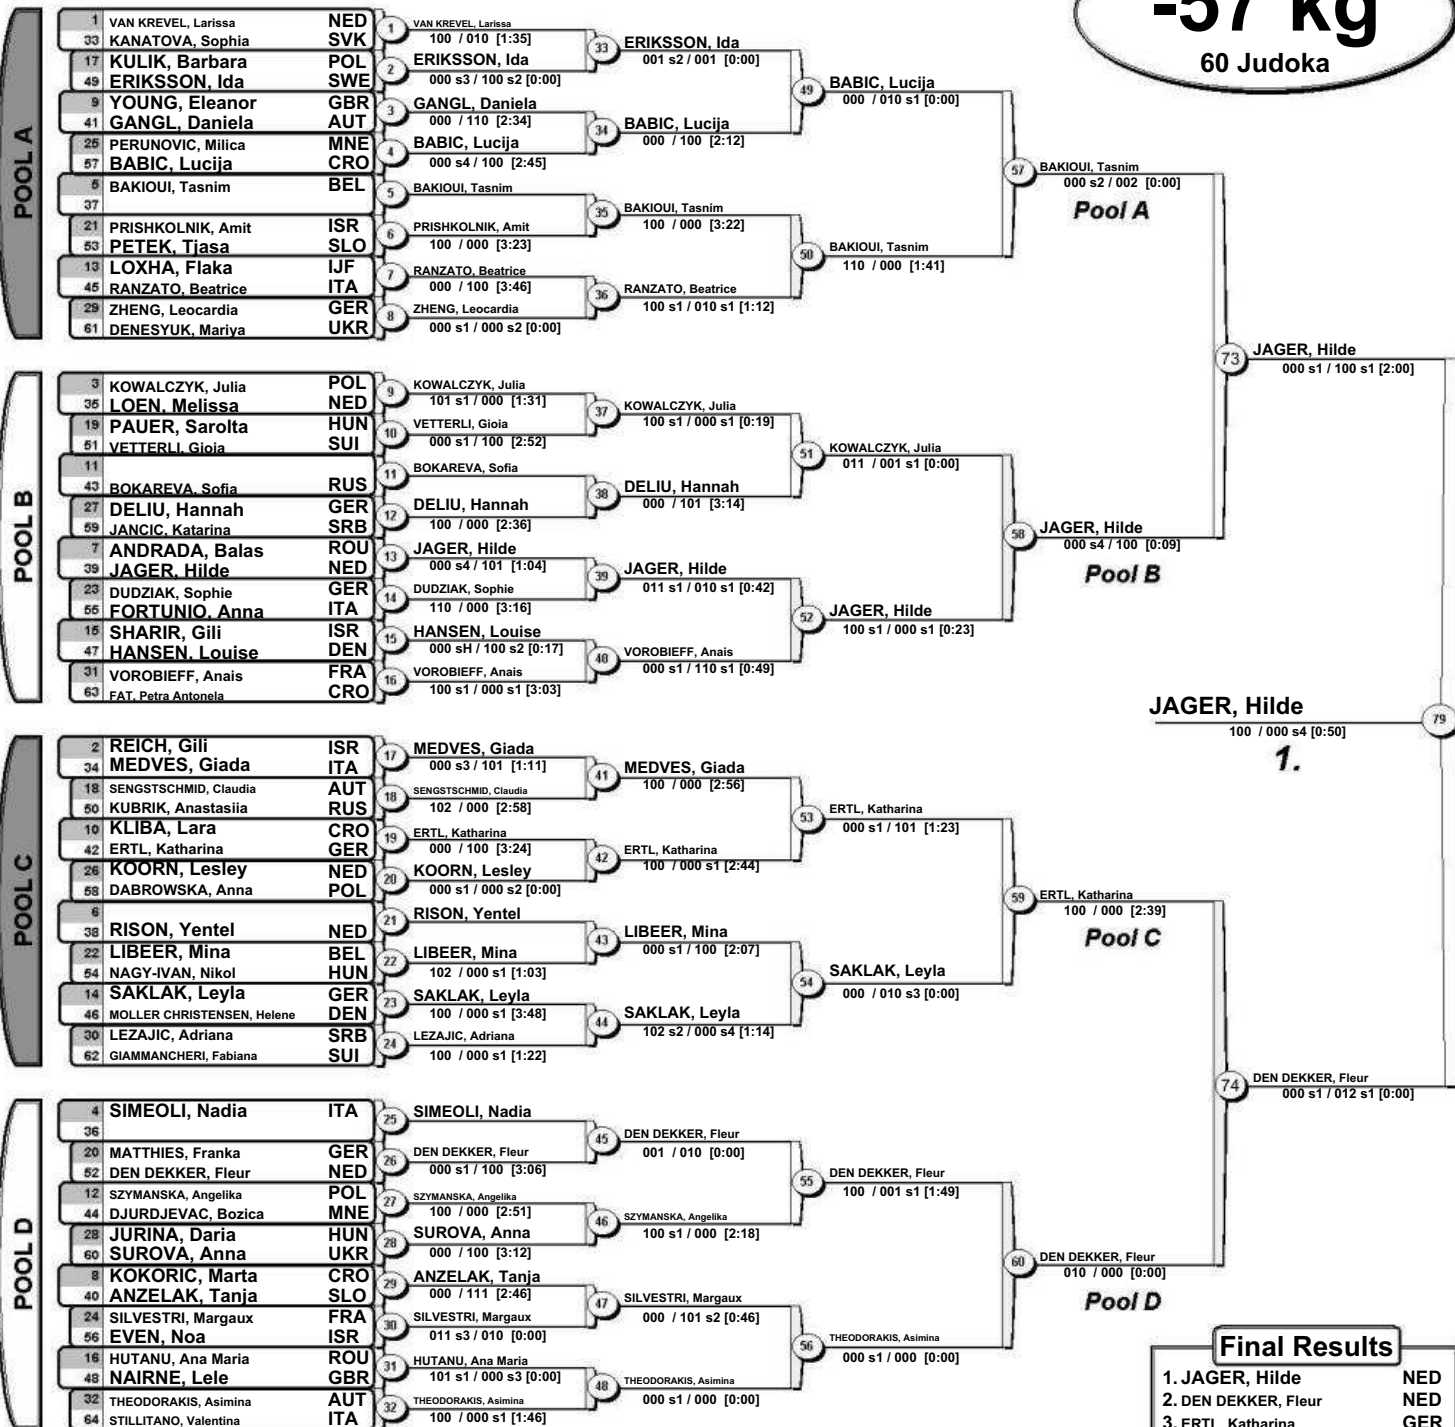 -57 kg
60 Judoka
POOL A
1 VAN KREVEL, Larissa NED
33 KANATOVA, Sophia SVK
17 KULIK, Barbara POL
49 ERIKSSON, Ida SWE
9 YOUNG, Eleanor GBR
41 GANGL, Daniela AUT
25 PERUNOVIC, Milica MNE
57 BABIC, Lucija CRO
5 BAKIOUI, Tasnim BEL
37
21 PRISHKOLNIK, Amit ISR
53 PETEK, Tjasa SLO
13 LOXHA, Flaka IJF
45 RANZATO, Beatrice ITA
29 ZHENG, Leocardia GER
61 DENESYUK, Mariya UKR
1 VAN KREVEL, Larissa
100 / 010 [1:35]
2 ERIKSSON, Ida
000 s3 / 100 s2 [0:00]
3 GANGL, Daniela
000 / 110 [2:34]
4 BABIC, Lucija
000 s4 / 100 [2:45]
5 BAKIOUI, Tasnim
6 PRISHKOLNIK, Amit
100 / 000 [3:23]
7 RANZATO, Beatrice
000 / 100 [3:46]
8 ZHENG, Leocardia
000 s1 / 000 s2 [0:00]
33 ERIKSSON, Ida
001 s2 / 001 [0:00]
34 BABIC, Lucija
000 / 100 [2:12]
35 BAKIOUI, Tasnim
100 / 000 [3:22]
36 RANZATO, Beatrice
100 s1 / 010 s1 [1:12]
49 BABIC, Lucija
000 / 010 s1 [0:00]
50 BAKIOUI, Tasnim
110 / 000 [1:41]
57 BAKIOUI, Tasnim
000 s2 / 002 [0:00]
Pool A
POOL B
3 KOWALCZYK, Julia POL
35 LOEN, Melissa NED
19 PAUER, Sarolta HUN
51 VETTERLI, Gioia SUI
11
43 BOKAREVA, Sofia RUS
27 DELIU, Hannah GER
59 JANCIC, Katarina SRB
7 ANDRADA, Balas ROU
39 JAGER, Hilde NED
23 DUDZIAK, Sophie GER
55 FORTUNIO, Anna ITA
15 SHARIR, Gili ISR
47 HANSEN, Louise DEN
31 VOROBIEFF, Anais FRA
63 FAT, Petra Antonela CRO
9 KOWALCZYK, Julia
101 s1 / 000 [1:31]
10 VETTERLI, Gioia
000 s1 / 100 [2:52]
11 BOKAREVA, Sofia
12 DELIU, Hannah
100 / 000 [2:36]
13 JAGER, Hilde
000 s4 / 101 [1:04]
14 DUDZIAK, Sophie
110 / 000 [3:16]
15 HANSEN, Louise
000 sH / 100 s2 [0:17]
16 VOROBIEFF, Anais
100 s1 / 000 s1 [3:03]
37 KOWALCZYK, Julia
100 s1 / 000 s1 [0:19]
38 DELIU, Hannah
000 / 101 [3:14]
39 JAGER, Hilde
011 s1 / 010 s1 [0:42]
40 VOROBIEFF, Anais
000 s1 / 110 s1 [0:49]
51 KOWALCZYK, Julia
011 / 001 s1 [0:00]
52 JAGER, Hilde
100 s1 / 000 s1 [0:23]
58 JAGER, Hilde
000 s4 / 100 [0:09]
Pool B
73 JAGER, Hilde
000 s1 / 100 s1 [2:00]
JAGER, Hilde 79
100 / 000 s4 [0:50]
1.
POOL C
2 REICH, Gili ISR
34 MEDVES, Giada ITA
18 SENGSTSCHMID, Claudia AUT
50 KUBRIK, Anastasiia RUS
10 KLIBA, Lara CRO
42 ERTL, Katharina GER
26 KOORN, Lesley NED
58 DABROWSKA, Anna POL
6
38 RISON, Yentel NED
22 LIBEER, Mina BEL
54 NAGY-IVAN, Nikol HUN
14 SAKLAK, Leyla GER
46 MOLLER CHRISTENSEN, Helene DEN
30 LEZAJIC, Adriana SRB
62 GIAMMANCHERI, Fabiana SUI
17 MEDVES, Giada
000 s3 / 101 [1:11]
18 SENGSTSCHMID, Claudia
102 / 000 [2:58]
19 ERTL, Katharina
000 / 100 [3:24]
20 KOORN, Lesley
000 s1 / 000 s2 [0:00]
21 RISON, Yentel
22 LIBEER, Mina
102 / 000 s1 [1:03]
23 SAKLAK, Leyla
100 / 000 s1 [3:48]
24 LEZAJIC, Adriana
100 / 000 s1 [1:22]
41 MEDVES, Giada
100 / 000 [2:56]
42 ERTL, Katharina
100 / 000 s1 [2:44]
43 LIBEER, Mina
000 s1 / 100 [2:07]
44 SAKLAK, Leyla
102 s2 / 000 s4 [1:14]
53 ERTL, Katharina
000 s1 / 101 [1:23]
54 SAKLAK, Leyla
000 / 010 s3 [0:00]
59 ERTL, Katharina
100 / 000 [2:39]
Pool C
POOL D
4 SIMEOLI, Nadia ITA
36
20 MATTHIES, Franka GER
52 DEN DEKKER, Fleur NED
12 SZYMANSKA, Angelika POL
44 DJURDJEVAC, Bozica MNE
28 JURINA, Daria HUN
60 SUROVA, Anna UKR
8 KOKORIC, Marta CRO
40 ANZELAK, Tanja SLO
24 SILVESTRI, Margaux FRA
56 EVEN, Noa ISR
16 HUTANU, Ana Maria ROU
48 NAIRNE, Lele GBR
32 THEODORAKIS, Asimina AUT
64 STILLITANO, Valentina ITA
25 SIMEOLI, Nadia
26 DEN DEKKER, Fleur
000 s1 / 100 [3:06]
27 SZYMANSKA, Angelika
100 / 000 [2:51]
28 SUROVA, Anna
000 / 100 [3:12]
29 ANZELAK, Tanja
000 / 111 [2:46]
30 SILVESTRI, Margaux
011 s3 / 010 [0:00]
31 HUTANU, Ana Maria
101 s1 / 000 s3 [0:00]
32 THEODORAKIS, Asimina
100 / 000 s1 [1:46]
45 DEN DEKKER, Fleur
001 / 010 [0:00]
46 SZYMANSKA, Angelika
100 s1 / 000 [2:18]
47 SILVESTRI, Margaux
000 / 101 s2 [0:46]
48 THEODORAKIS, Asimina
000 s1 / 000 [0:00]
55 DEN DEKKER, Fleur
100 / 001 s1 [1:49]
56 THEODORAKIS, Asimina
000 s1 / 000 [0:00]
60 DEN DEKKER, Fleur
010 / 000 [0:00]
Pool D
74 DEN DEKKER, Fleur
000 s1 / 012 s1 [0:00]
Final Results
1. JAGER, Hilde NED
2. DEN DEKKER, Fleur NED
3. ERTL, Katharina GER